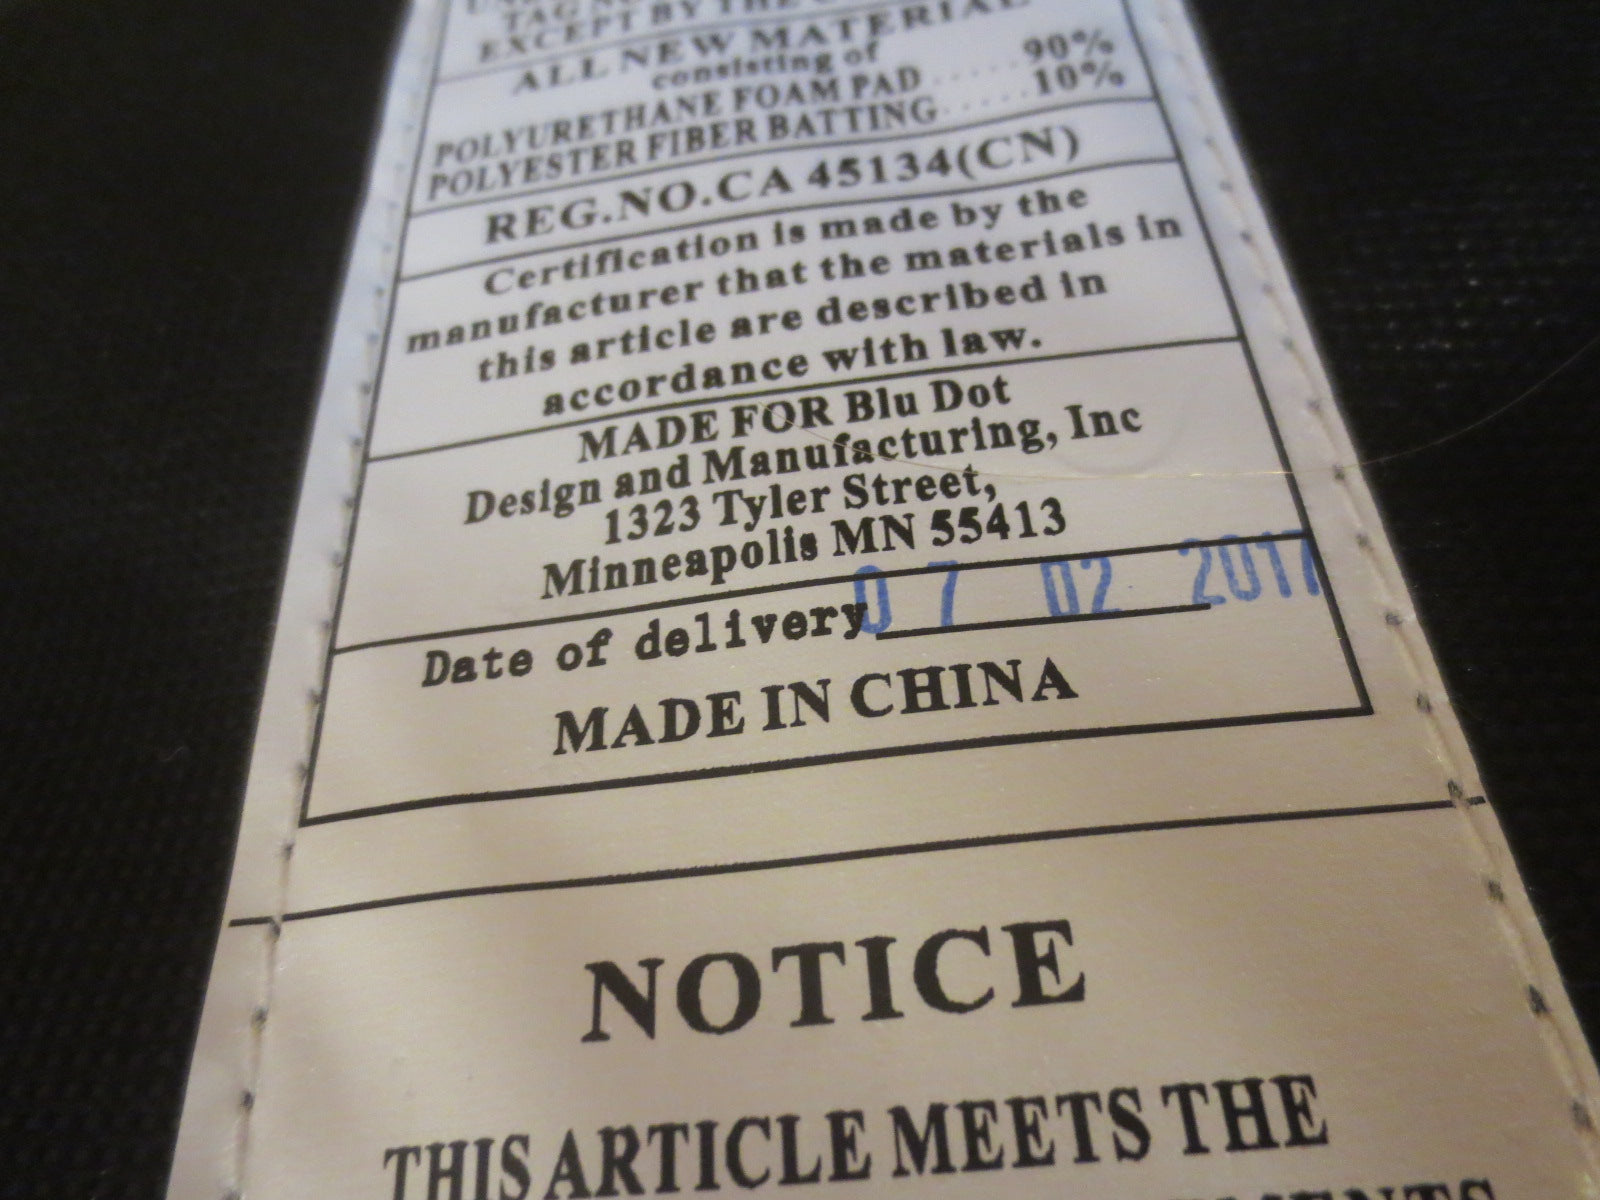 TAG NO
EXCEPT BY THE
ALL NEW MATERIAL
consisting of
POLYURETHANE FOAM PAD ..... 90%
POLYESTER FIBER BATTING ..... 10%
REG.NO.CA 45134(CN)
Certification is made by the
manufacturer that the materials in
this article are described in
accordance with law.
MADE FOR Blu Dot
Design and Manufacturing, Inc
1323 Tyler Street,
Minneapolis MN 55413
Date of delivery 07 02 2017
MADE IN CHINA
NOTICE
THIS ARTICLE MEETS THE